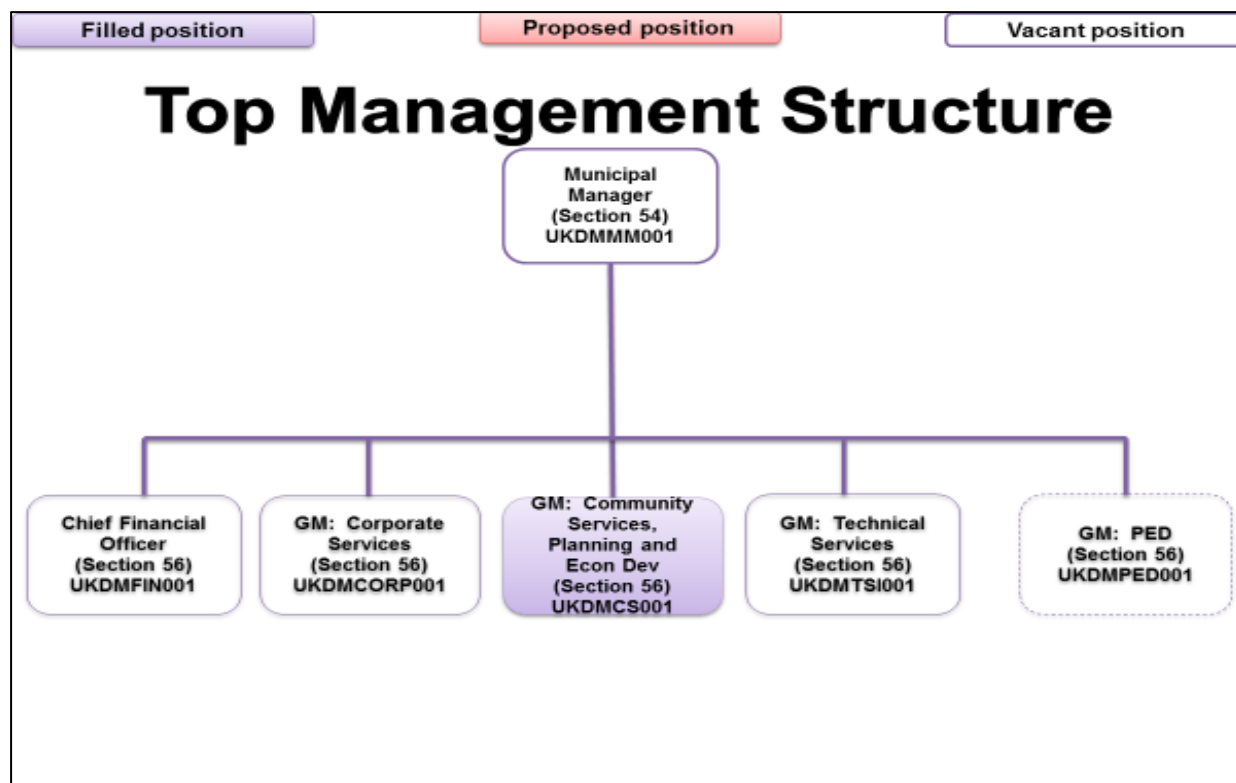 Filled position
Proposed position
Vacant position
Top Management Structure
Municipal
Manager
(Section 54)
UKDMMM001
Chief Financial
Officer
(Section 56)
UKDMFIN001
GM: Corporate
Services
(Section 56)
UKDMCORP001
GM: Community
Services,
Planning and
Econ Dev
(Section 56)
UKDMCS001
GM: Technical
Services
(Section 56)
UKDMTSI001
GM: PED
(Section 56)
UKDMPED001